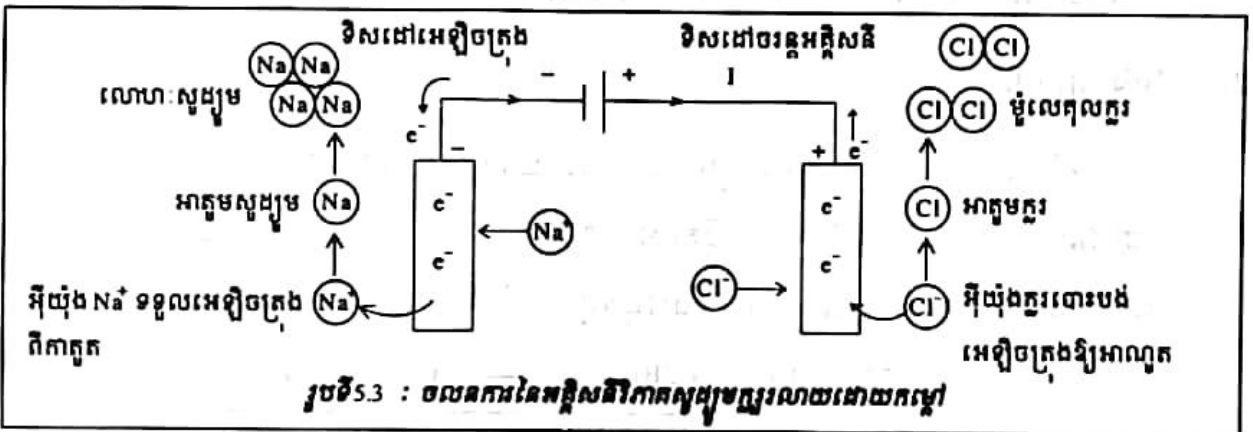 ទិសដៅអេឡិចត្រុង
ទិសដៅចរន្តអគ្គិសនី
Cl Cl
Na Na
Na Na
លោហៈសូដ្យូម
− + I
Cl Cl
ម៉ូលេគុលក្លរ
e⁻
−
+
e⁻
អាតូមសូដ្យូម
Na
e⁻
e⁻
Na⁺
e⁻
e⁻
Cl
អាតូមក្លរ
អ៊ីយ៉ុង Na⁺ ទទួលអេឡិចត្រុង
ពីកាតូត
Na⁺
Cl⁻
Cl⁻
អ៊ីយ៉ុងក្លរបោះបង់
អេឡិចត្រុងឱ្យអាណូត
រូបទី5.3 : ចលនការនៃអគ្គិសនីវិភាគសូដ្យូមក្លរួរលាយដោយកម្ដៅ